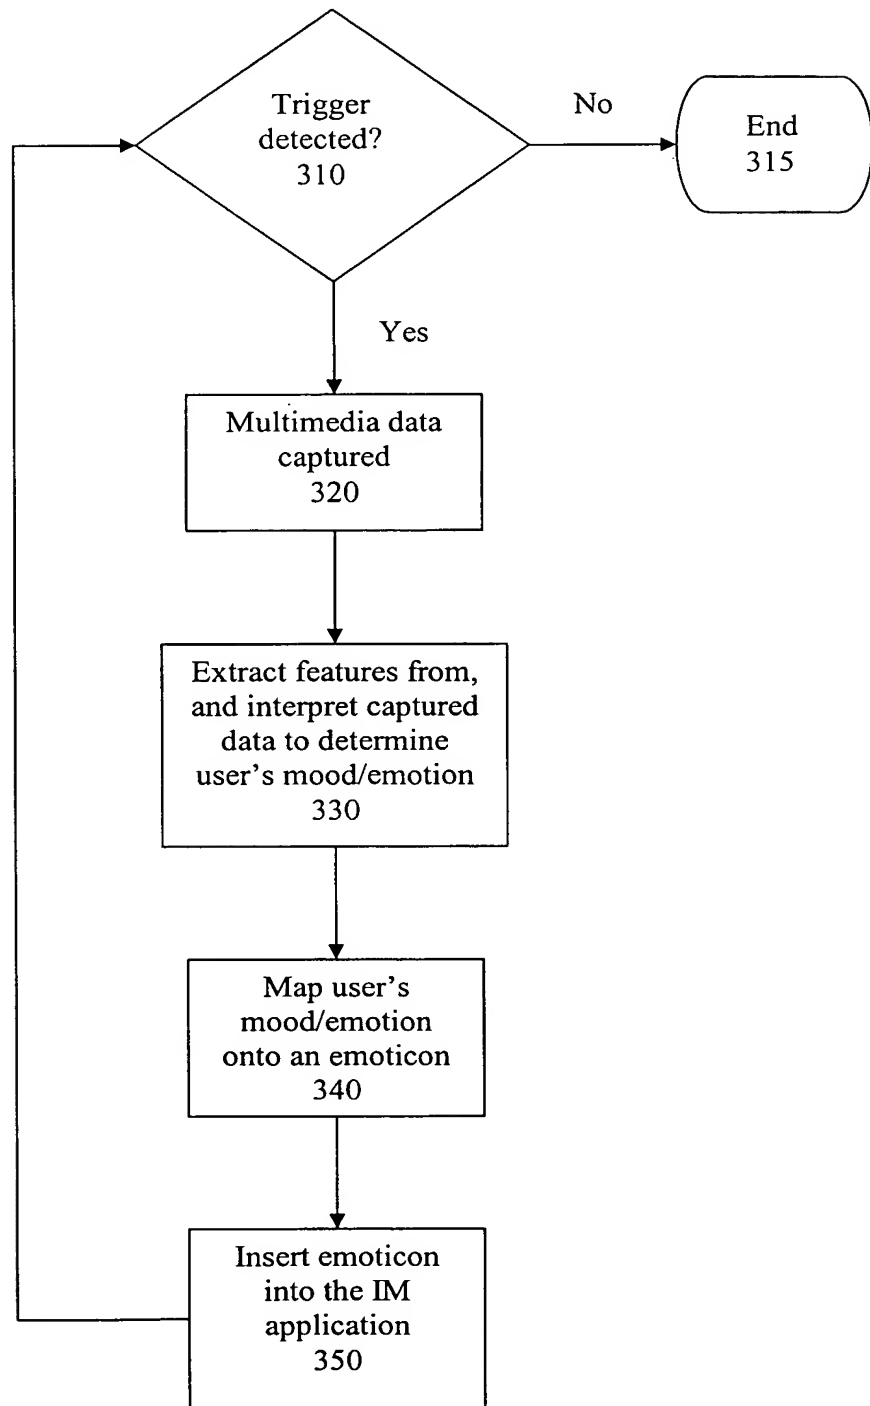 Trigger
detected?
310
No
End
315
Yes
Multimedia data
captured
320
Extract features from,
and interpret captured
data to determine
user's mood/emotion
330
Map user's
mood/emotion
onto an emoticon
340
Insert emoticon
into the IM
application
350